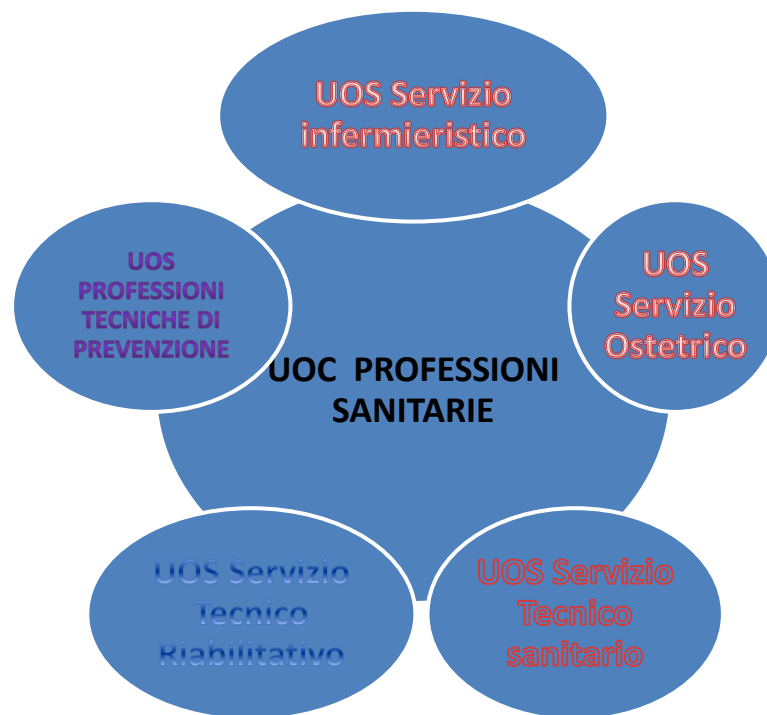 UOS Servizio
infermieristico
UOS
PROFESSIONI
TECNICHE DI
PREVENZIONE
UOS
Servizio
Ostetrico
UOC PROFESSIONI
SANITARIE
UOS Servizio
Tecnico
Riabilitativo
UOS Servizio
Tecnico
sanitario